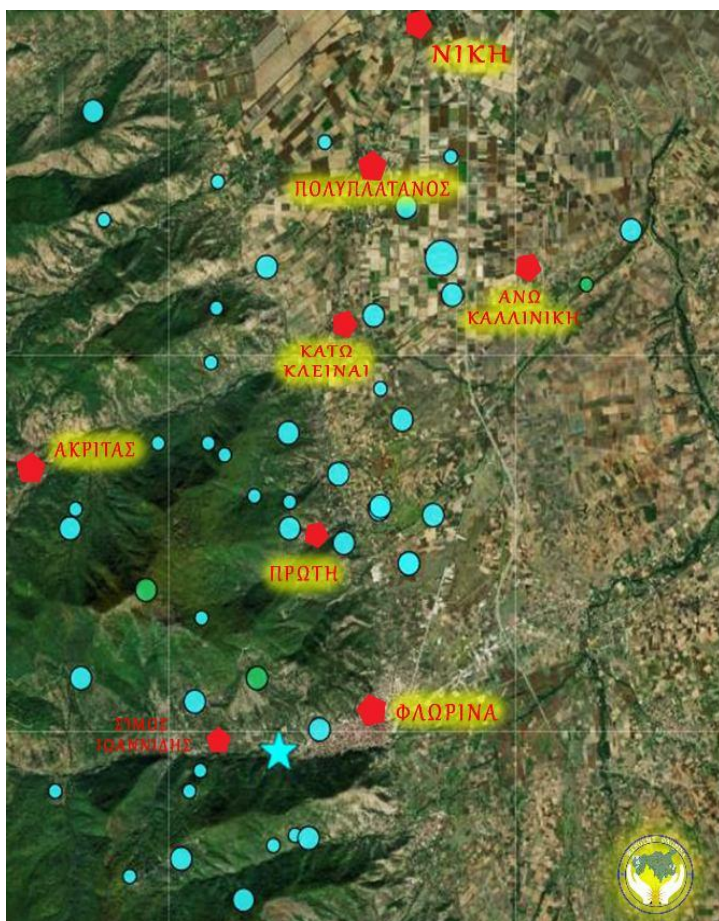 ΝΙΚΗ
ΠΟΛΥΠΛΑΤΑΝΟΣ
ΑΝΩ
ΚΑΛΛΙΝΙΚΗ
ΚΑΤΩ
ΚΛΕΙΝΑΙ
ΑΚΡΙΤΑΣ
ΠΡΩΤΗ
ΦΛΩΡΙΝΑ
ΣΙΜΟΣ
ΙΩΑΝΝΙΔΗΣ